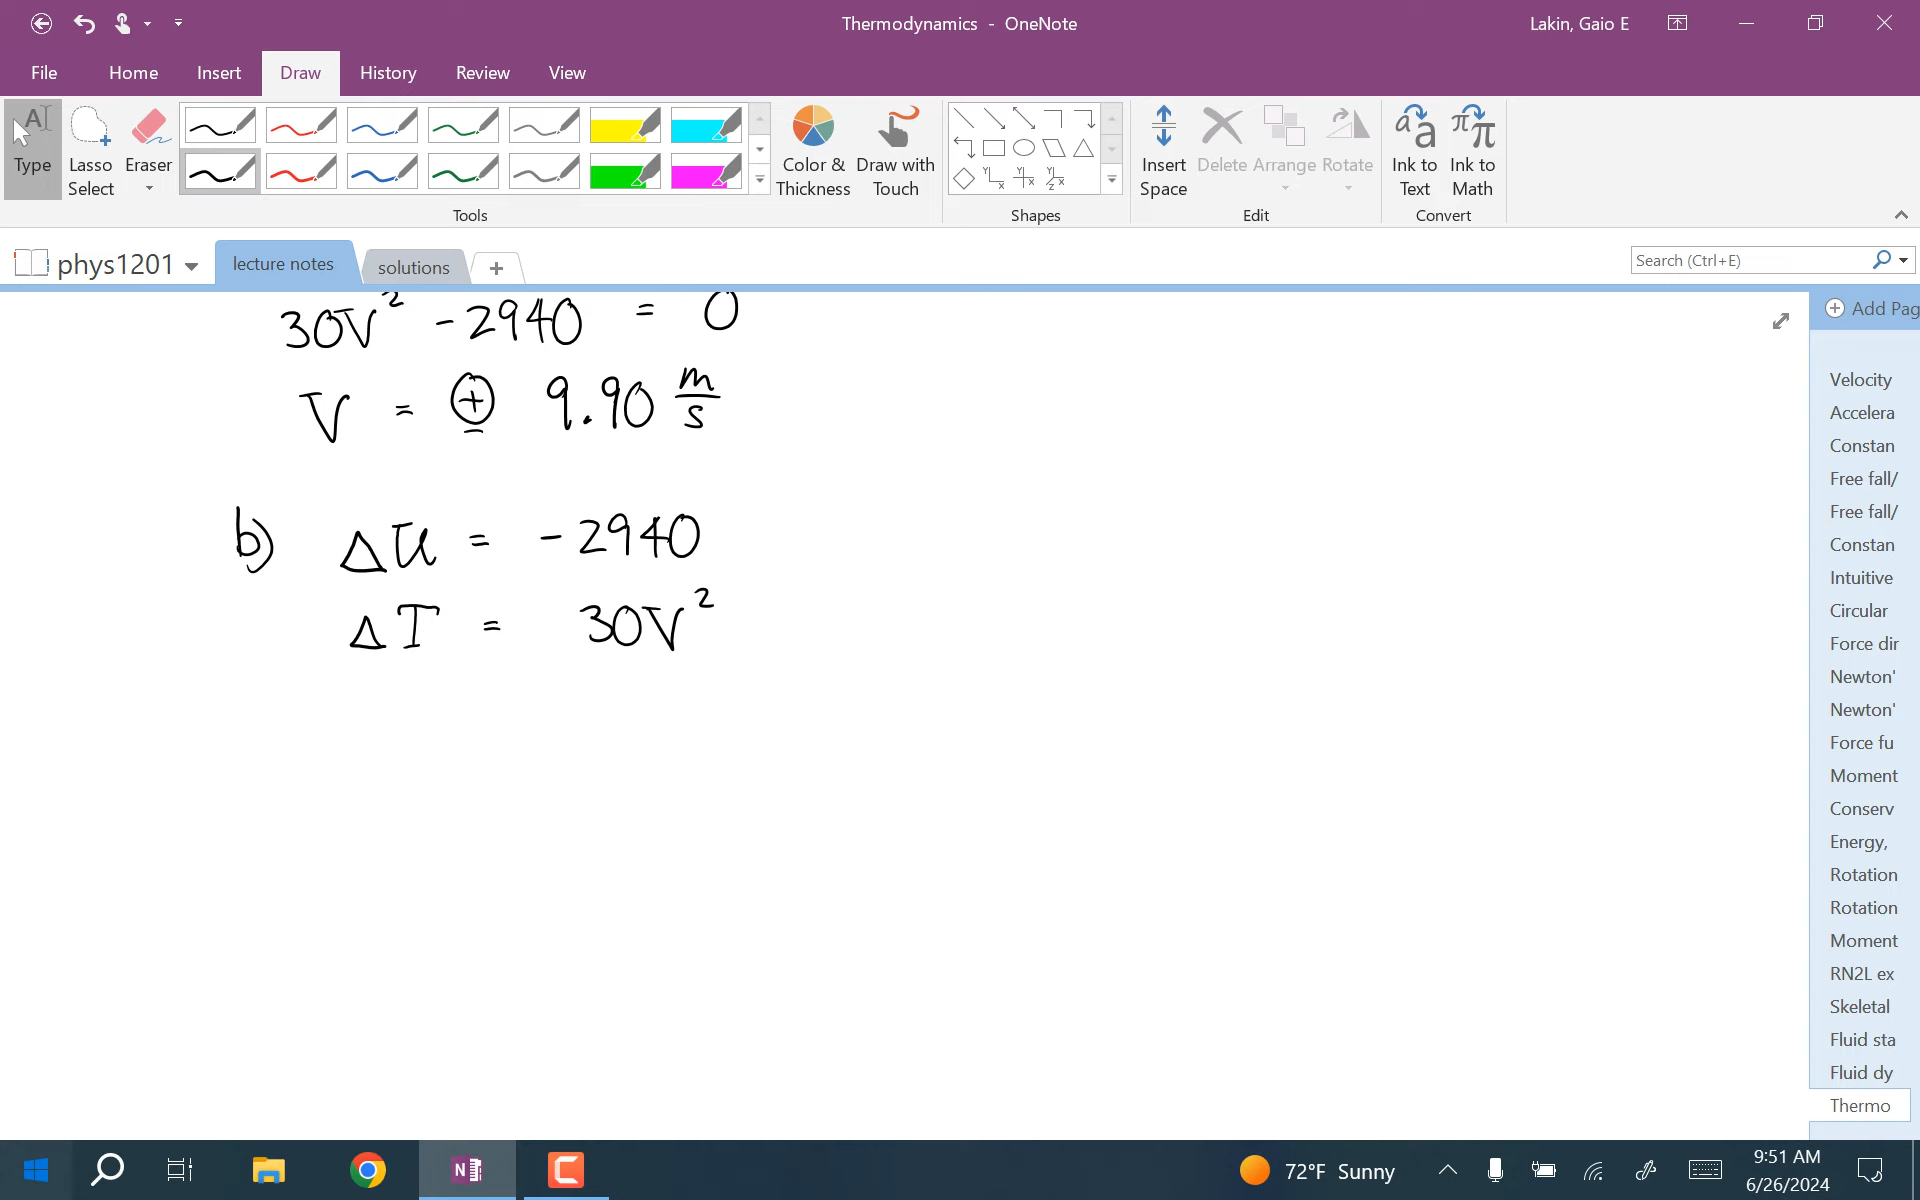 Thermodynamics - OneNote
Lakin, Gaio E
File Home Insert Draw History Review View
Type
Lasso Select
Eraser
Color & Thickness
Draw with Touch
Insert Space
Delete
Arrange
Rotate
Ink to Text
Ink to Math
Tools
Shapes
Edit
Convert
phys1201
lecture notes
solutions
Search (Ctrl+E)
30V² - 2940 = 0
V = ± 9.90 m/s
b) ΔU = -2940
ΔT = 30V²
Add Pag
Velocity
Accelera
Constan
Free fall/
Free fall/
Constan
Intuitive
Circular
Force dir
Newton'
Newton'
Force fu
Moment
Conserv
Energy,
Rotation
Rotation
Moment
RN2L ex
Skeletal
Fluid sta
Fluid dy
Thermo
72°F Sunny
9:51 AM
6/26/2024